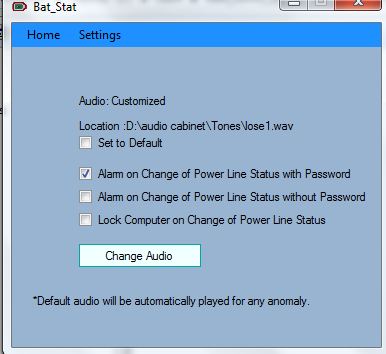 Bat_Stat
Home Settings
Audio: Customized
Location :D:\audio cabinet\Tones\lose1.wav
Set to Default
Alarm on Change of Power Line Status with Password
Alarm on Change of Power Line Status without Password
Lock Computer on Change of Power Line Status
Change Audio
*Default audio will be automatically played for any anomaly.